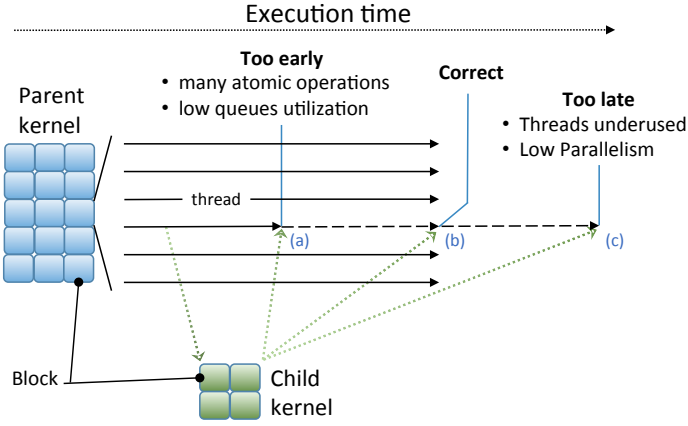 Execution time
Too early
• many atomic operations
• low queues utilization
Correct
Too late
• Threads underused
• Low Parallelism
Parent
kernel
thread
(a)
(b)
(c)
Block
Child
kernel